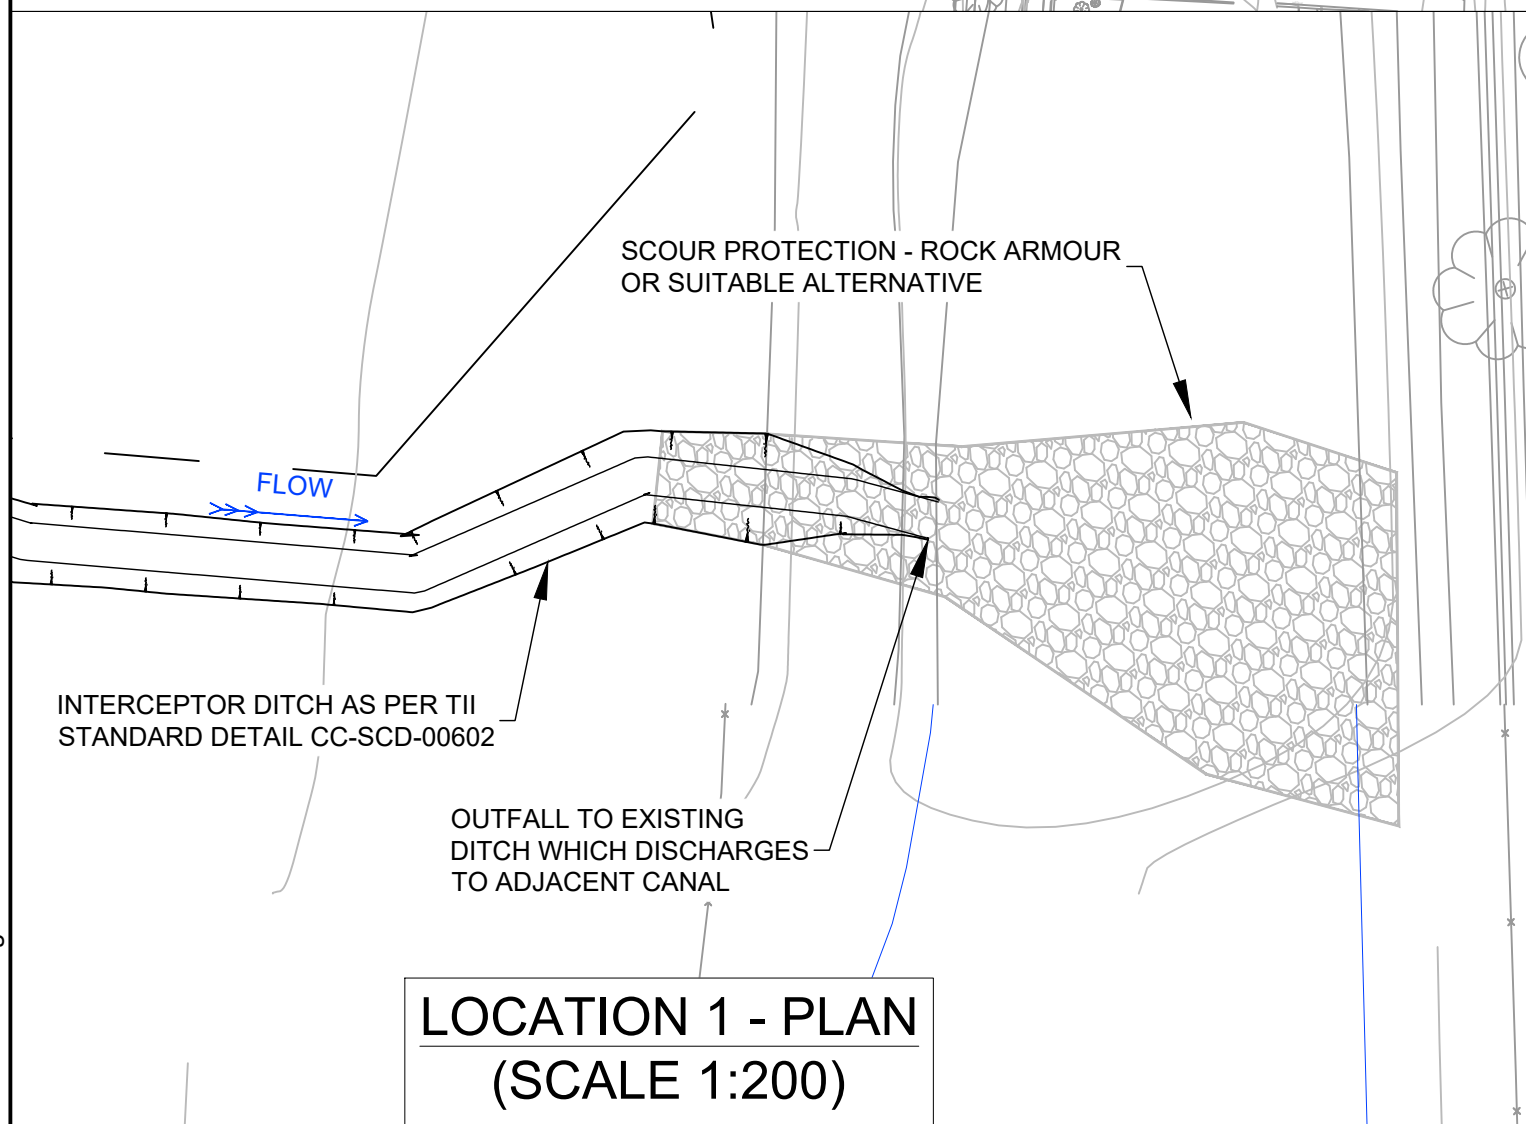 SCOUR PROTECTION - ROCK ARMOUR
OR SUITABLE ALTERNATIVE
FLOW
INTERCEPTOR DITCH AS PER TII
STANDARD DETAIL CC-SCD-00602
OUTFALL TO EXISTING
DITCH WHICH DISCHARGES
TO ADJACENT CANAL
LOCATION 1 - PLAN
(SCALE 1:200)